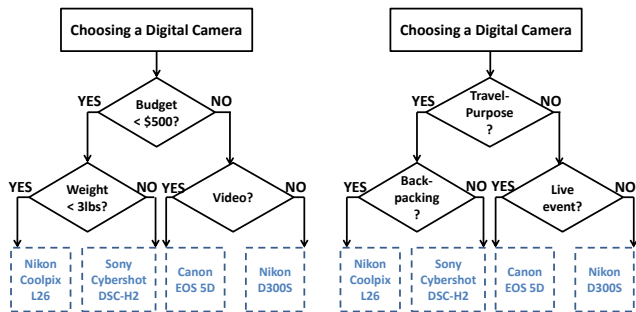 Choosing a Digital Camera
YES
Budget
< $500?
NO
YES
Weight
< 3lbs?
NO
YES
Video?
NO
Nikon
Coolpix
L26
Sony
Cybershot
DSC-H2
Canon
EOS 5D
Nikon
D300S
Choosing a Digital Camera
YES
Travel-
Purpose
?
NO
YES
Back-
packing
?
NO
YES
Live
event?
NO
Nikon
Coolpix
L26
Sony
Cybershot
DSC-H2
Canon
EOS 5D
Nikon
D300S